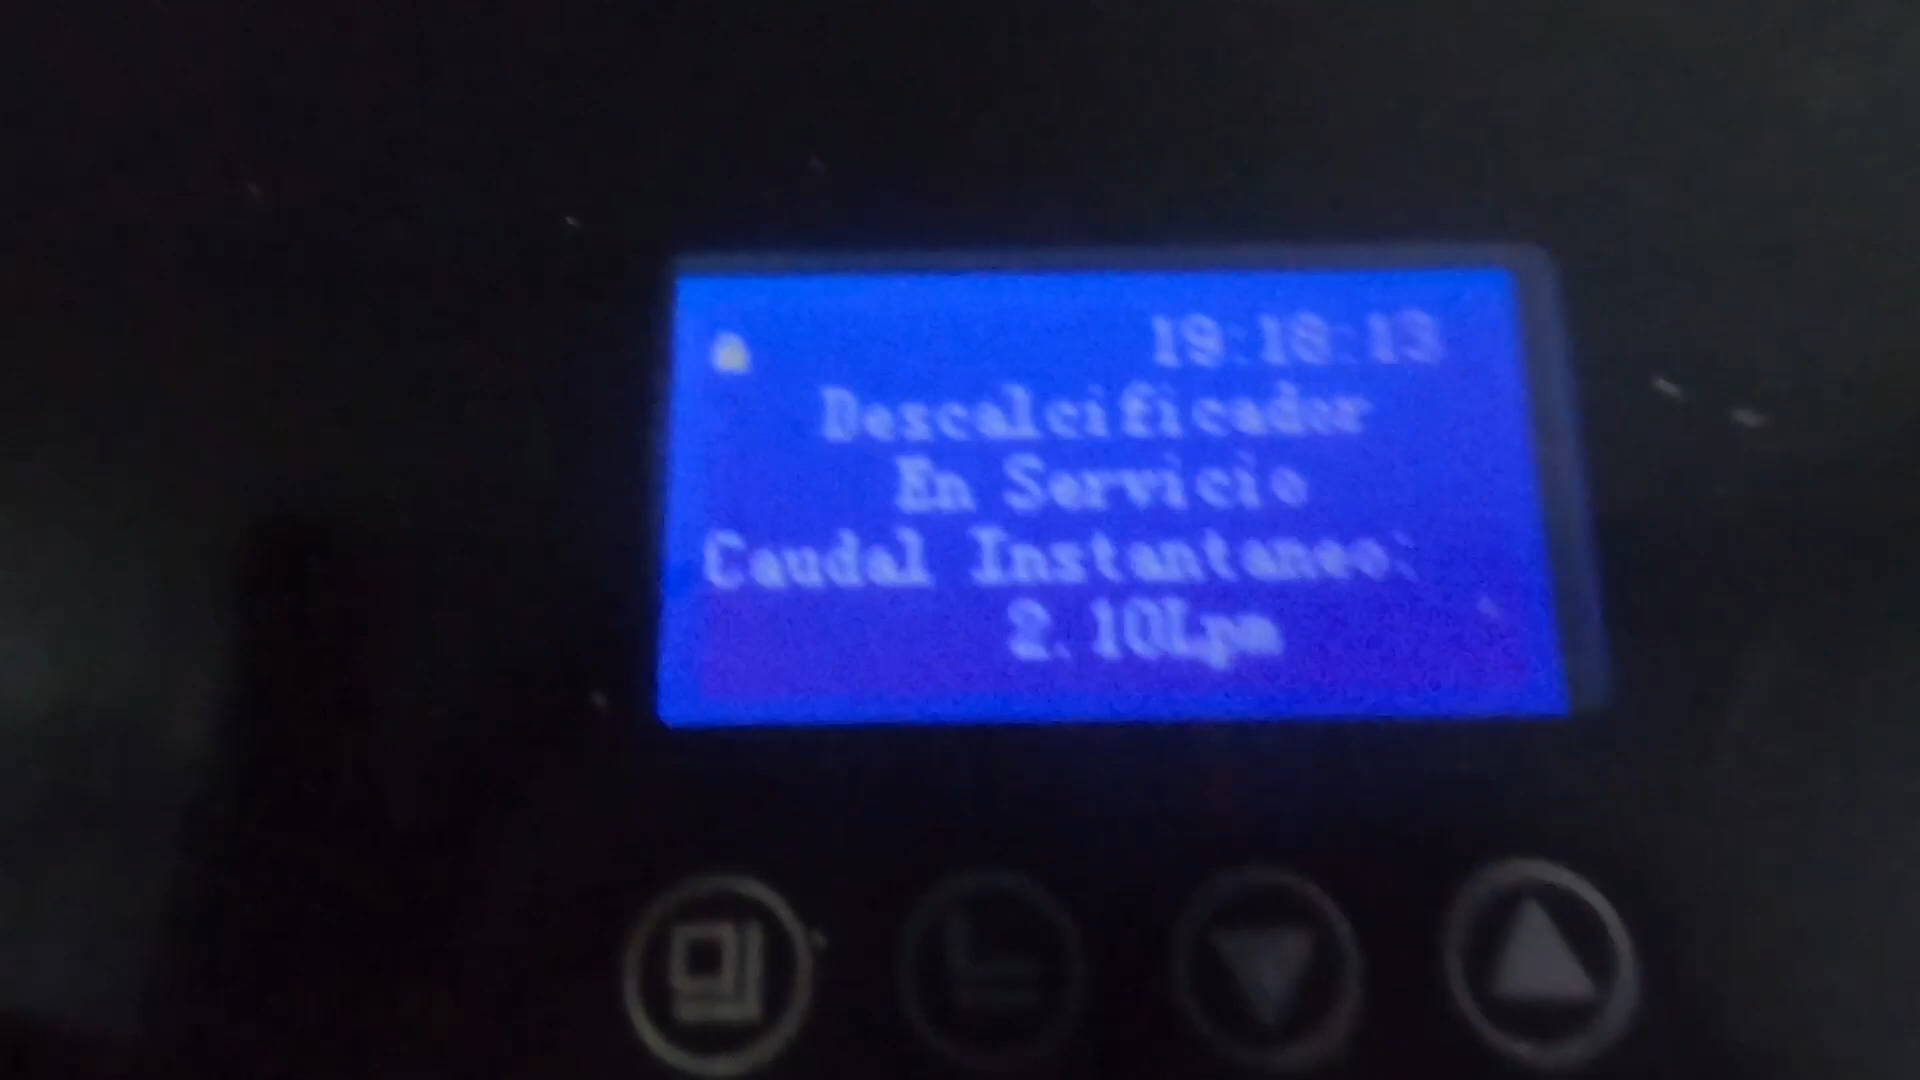 19:18:13
Descalcificador
En Servicio
Caudal Instantaneo:
2.10Lpm